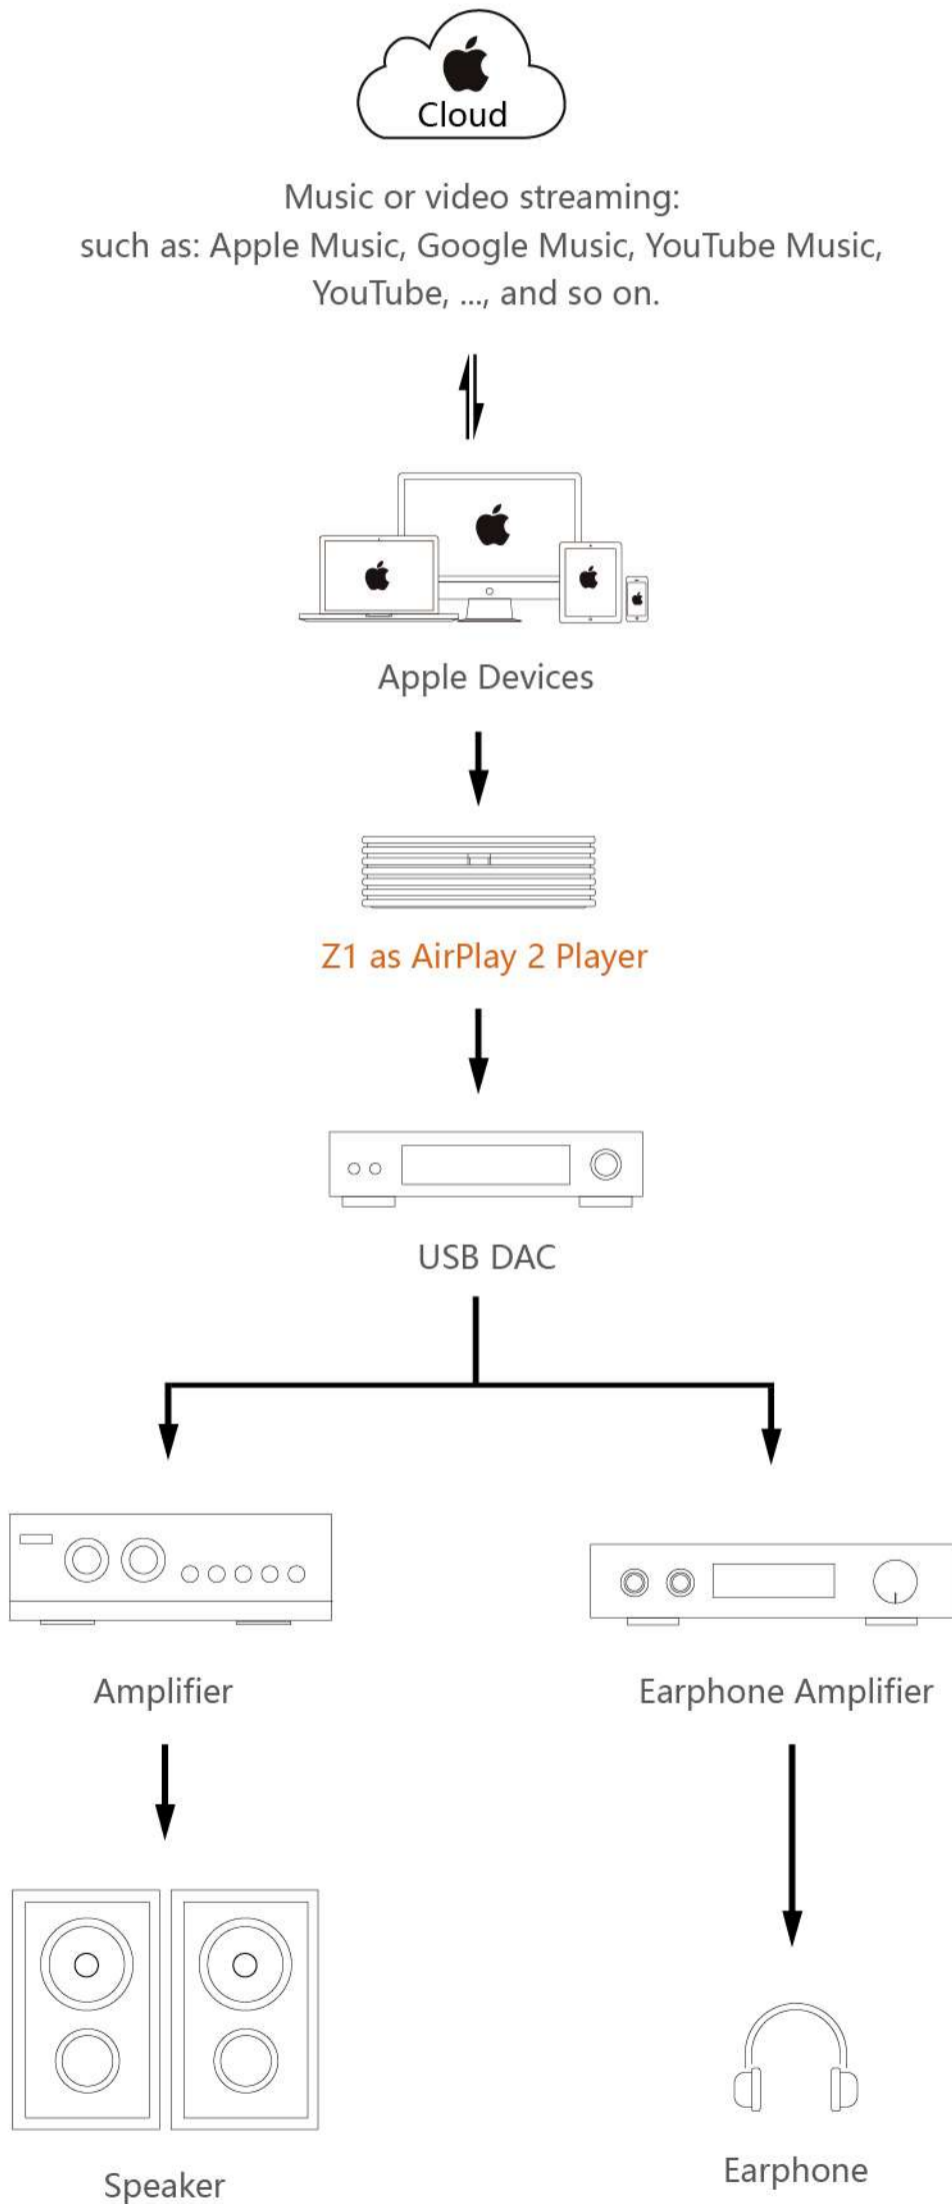 Cloud
Music or video streaming:
such as: Apple Music, Google Music, YouTube Music,
YouTube, ..., and so on.
Apple Devices
Z1 as AirPlay 2 Player
USB DAC
Amplifier
Earphone Amplifier
Speaker
Earphone